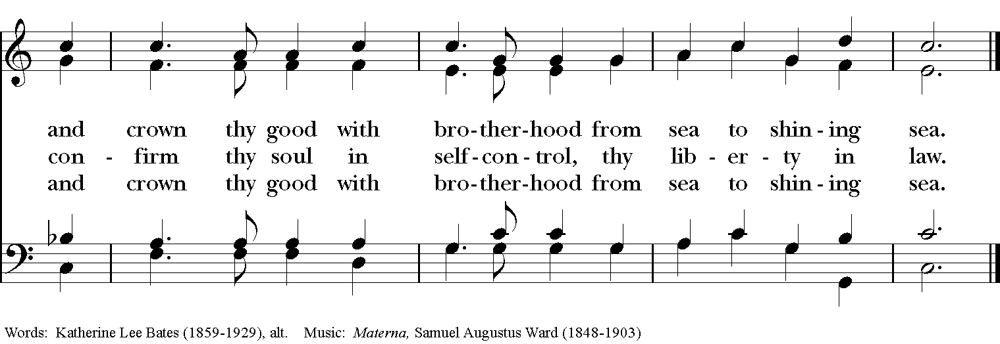 and crown thy good with bro-ther-hood from sea to shin-ing sea.
con - firm thy soul in self-con-trol, thy lib - er - ty in law.
and crown thy good with bro-ther-hood from sea to shin-ing sea.
Words: Katherine Lee Bates (1859-1929), alt. Music: Materna, Samuel Augustus Ward (1848-1903)